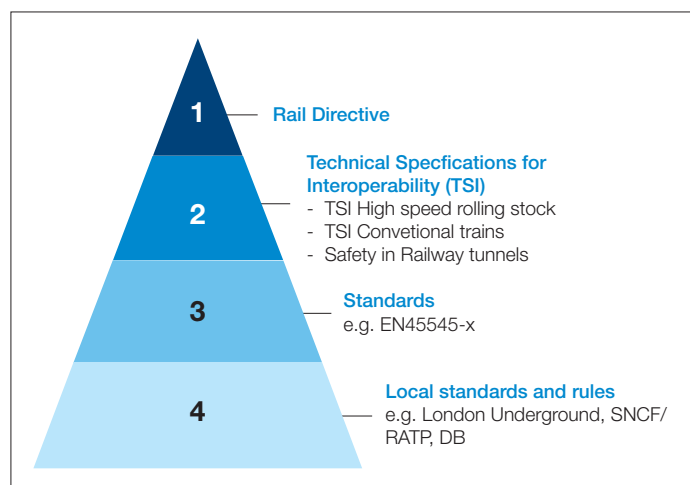 1
Rail Directive
Technical Specfications for
Interoperability (TSI)
2
- TSI High speed rolling stock
- TSI Convetional trains
- Safety in Railway tunnels
3
Standards
e.g. EN45545-x
4
Local standards and rules
e.g. London Underground, SNCF/
RATP, DB